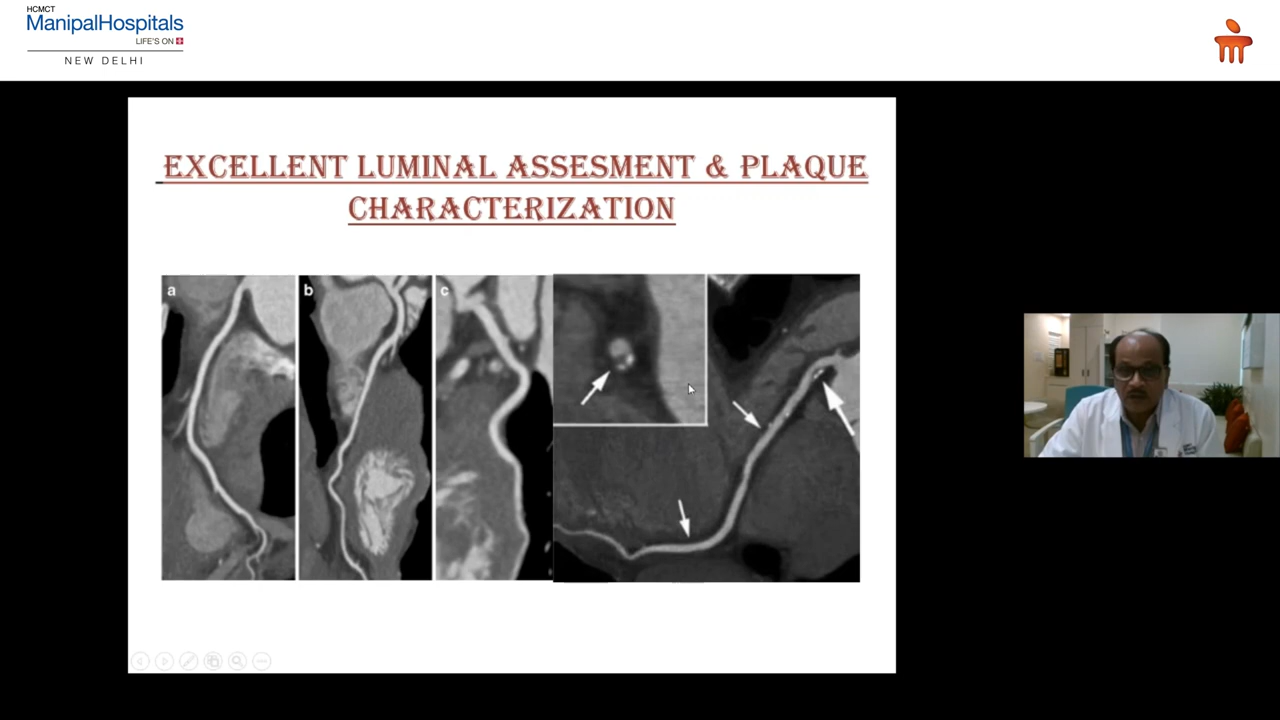 HCMCT
ManipalHospitals
LIFE'S ON
NEW DELHI
EXCELLENT LUMINAL ASSESMENT & PLAQUE
CHARACTERIZATION
a
b
c